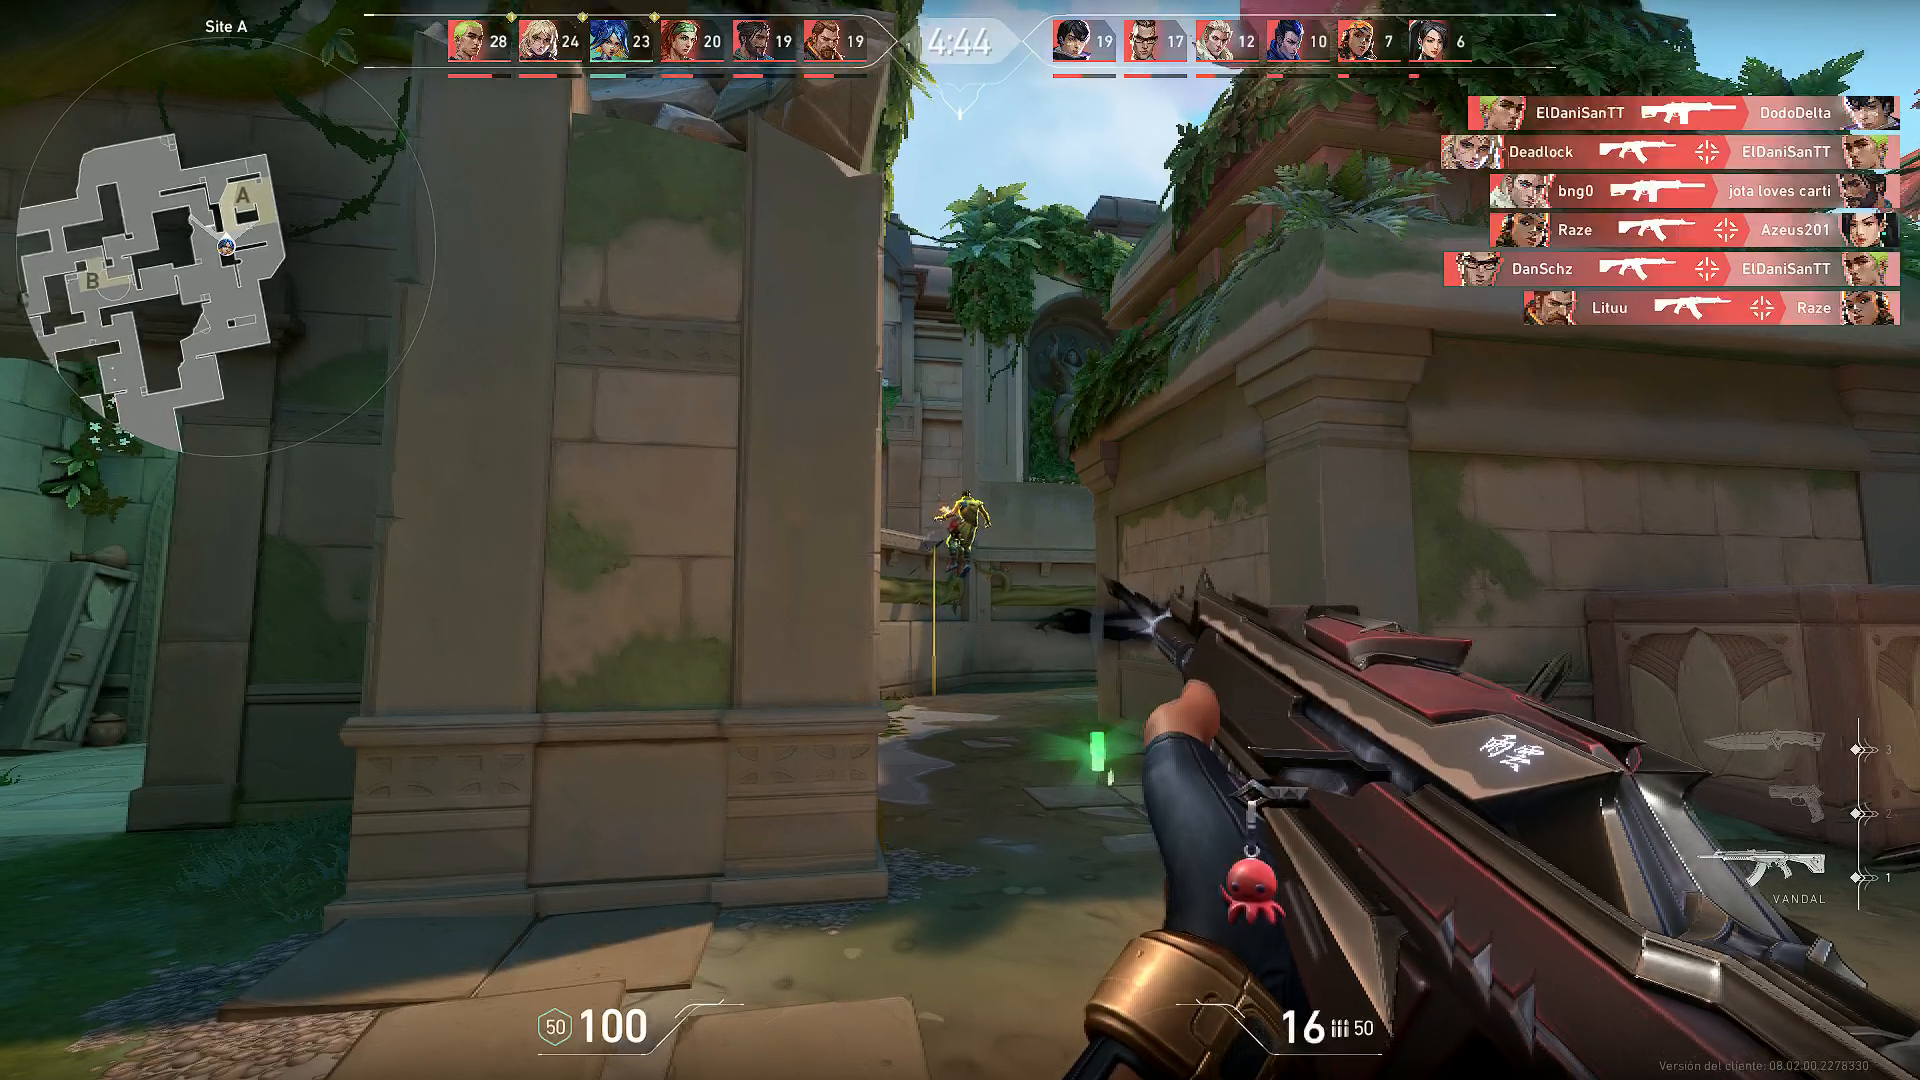 Site A
28 24 23 20 19 19 4:44 19 17 12 10 7 6
ElDaniSanTT DodoDelta
Deadlock ElDaniSanTT
bng0 jota loves carti
Raze Azeus201
DanSchz ElDaniSanTT
Lituu Raze
A
B
3
2
1
VANDAL
50 100
16 50
Versión del cliente: 08.02.00.2278330